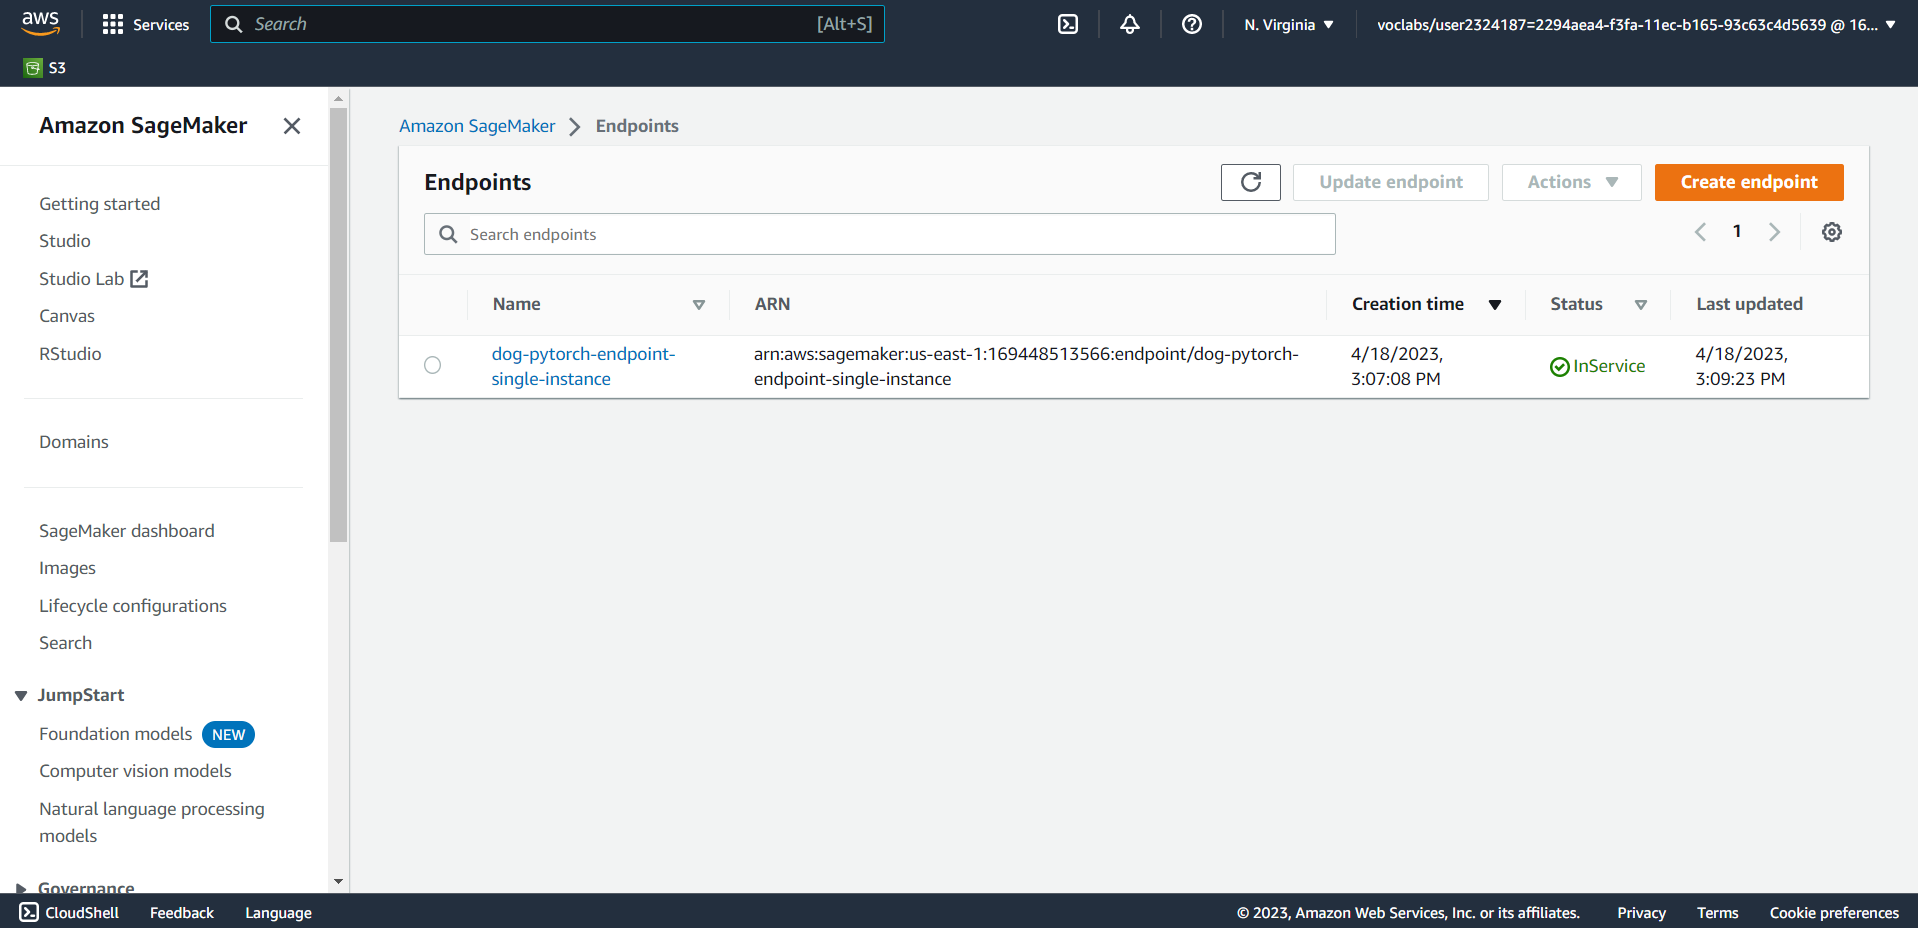 aws
Services
Search
[Alt+S]
N. Virginia
voclabs/user2324187=2294aea4-f3fa-11ec-b165-93c63c4d5639 @ 16...
S3
Amazon SageMaker
Getting started
Studio
Studio Lab
Canvas
RStudio
Domains
SageMaker dashboard
Images
Lifecycle configurations
Search
JumpStart
Foundation models NEW
Computer vision models
Natural language processing
models
Governance
Amazon SageMaker
Endpoints
Endpoints
Update endpoint
Actions
Create endpoint
Search endpoints
1
Name
ARN
Creation time
Status
Last updated
dog-pytorch-endpoint-
single-instance
arn:aws:sagemaker:us-east-1:169448513566:endpoint/dog-pytorch-
endpoint-single-instance
4/18/2023,
3:07:08 PM
InService
4/18/2023,
3:09:23 PM
CloudShell
Feedback
Language
© 2023, Amazon Web Services, Inc. or its affiliates.
Privacy
Terms
Cookie preferences